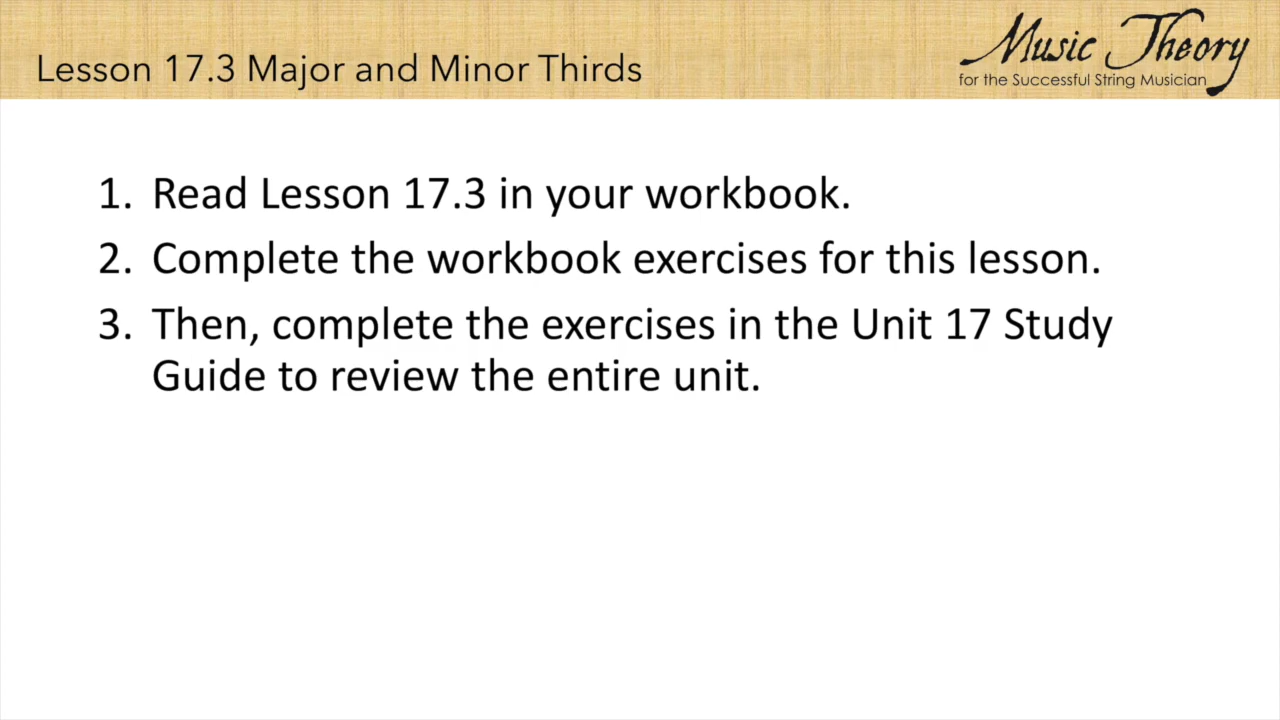 Lesson 17.3 Major and Minor Thirds
Music Theory
for the Successful String Musician
1. Read Lesson 17.3 in your workbook.
2. Complete the workbook exercises for this lesson.
3. Then, complete the exercises in the Unit 17 Study
Guide to review the entire unit.